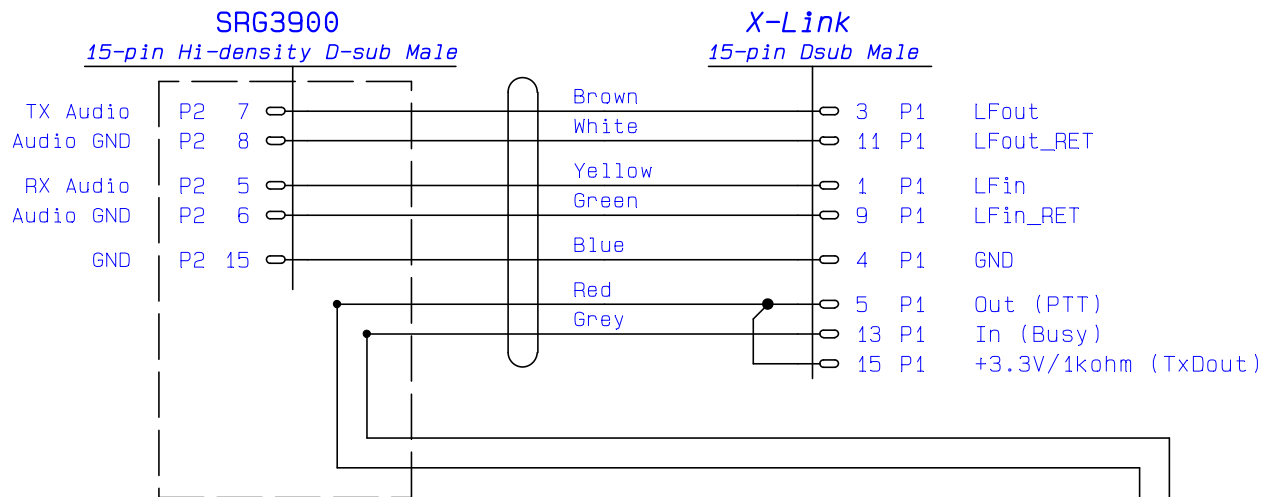 SRG3900 X-Link
15-pin Hi-density D-sub Male 15-pin Dsub Male
Brown
TX Audio P2 7 3 P1 LFout
White
Audio GND P2 8 11 P1 LFout_RET
Yellow
RX Audio P2 5 1 P1 LFin
Green
Audio GND P2 6 9 P1 LFin_RET
Blue
GND P2 15 4 P1 GND
Red
5 P1 Out (PTT)
Grey
13 P1 In (Busy)
15 P1 +3.3V/1kohm (TxDout)